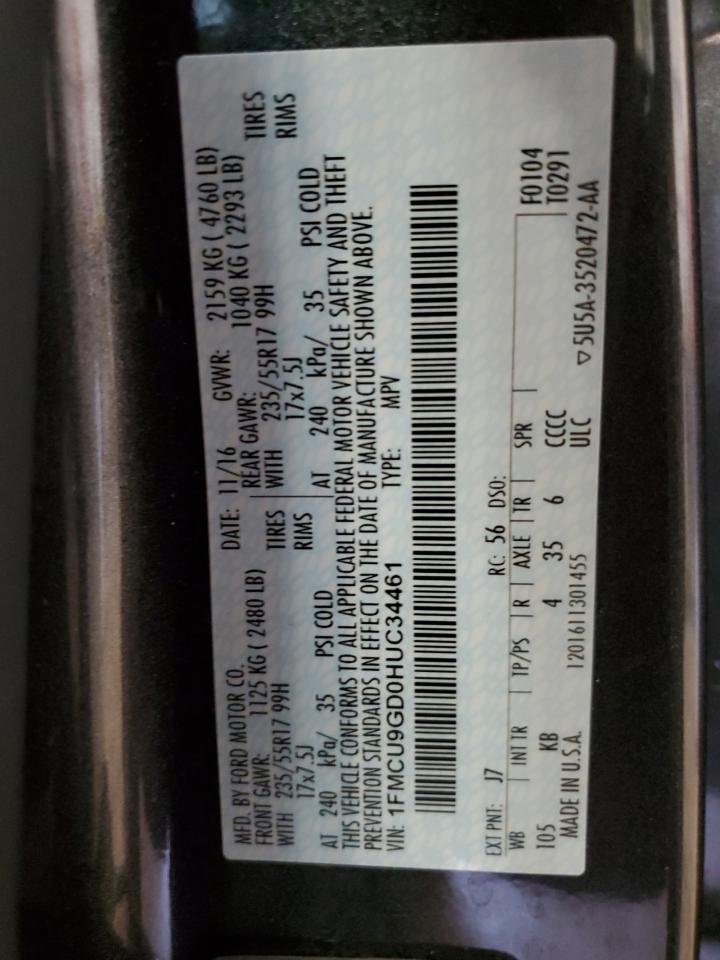 MFD. BY FORD MOTOR CO. DATE: 11/16 GVWR: 2159 KG ( 4760 LB)
FRONT GAWR: 1125 KG ( 2480 LB) REAR GAWR: 1040 KG ( 2293 LB)
WITH 235/55R17 99H TIRES WITH 235/55R17 99H TIRES
17x7.5J RIMS 17x7.5J RIMS
AT 240 kPa/ 35 PSI COLD AT 240 kPa/ 35 PSI COLD
THIS VEHICLE CONFORMS TO ALL APPLICABLE FEDERAL MOTOR VEHICLE SAFETY AND THEFT
PREVENTION STANDARDS IN EFFECT ON THE DATE OF MANUFACTURE SHOWN ABOVE.
VIN: 1FMCU9GD0HUC34461 TYPE: MPV
EXT PNT: J7 RC: 56 DSO:
WB INT TR TP/PS R AXLE TR SPR F0104
105 KB 4 35 6 CCCC T0291
MADE IN U.S.A. 1201611301455 ULC ▽5U5A-3520472-AA